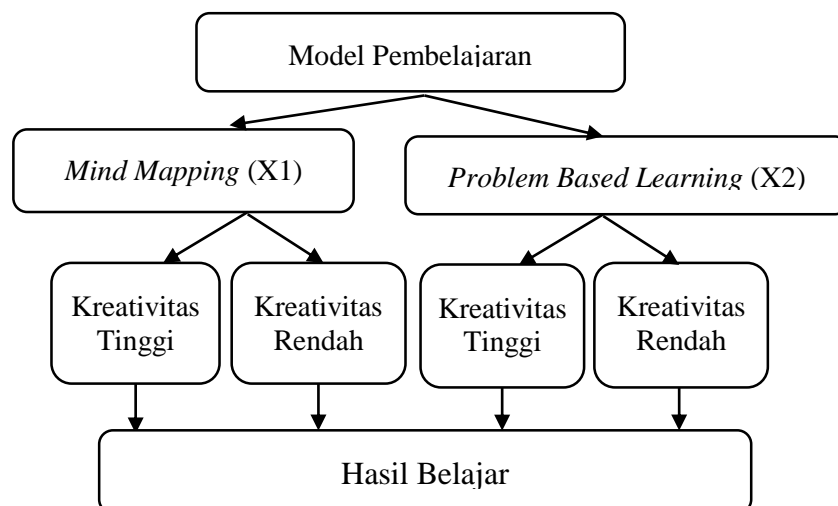 Model Pembelajaran
Mind Mapping (X1)
Problem Based Learning (X2)
Kreativitas
Tinggi
Kreativitas
Rendah
Kreativitas
Tinggi
Kreativitas
Rendah
Hasil Belajar